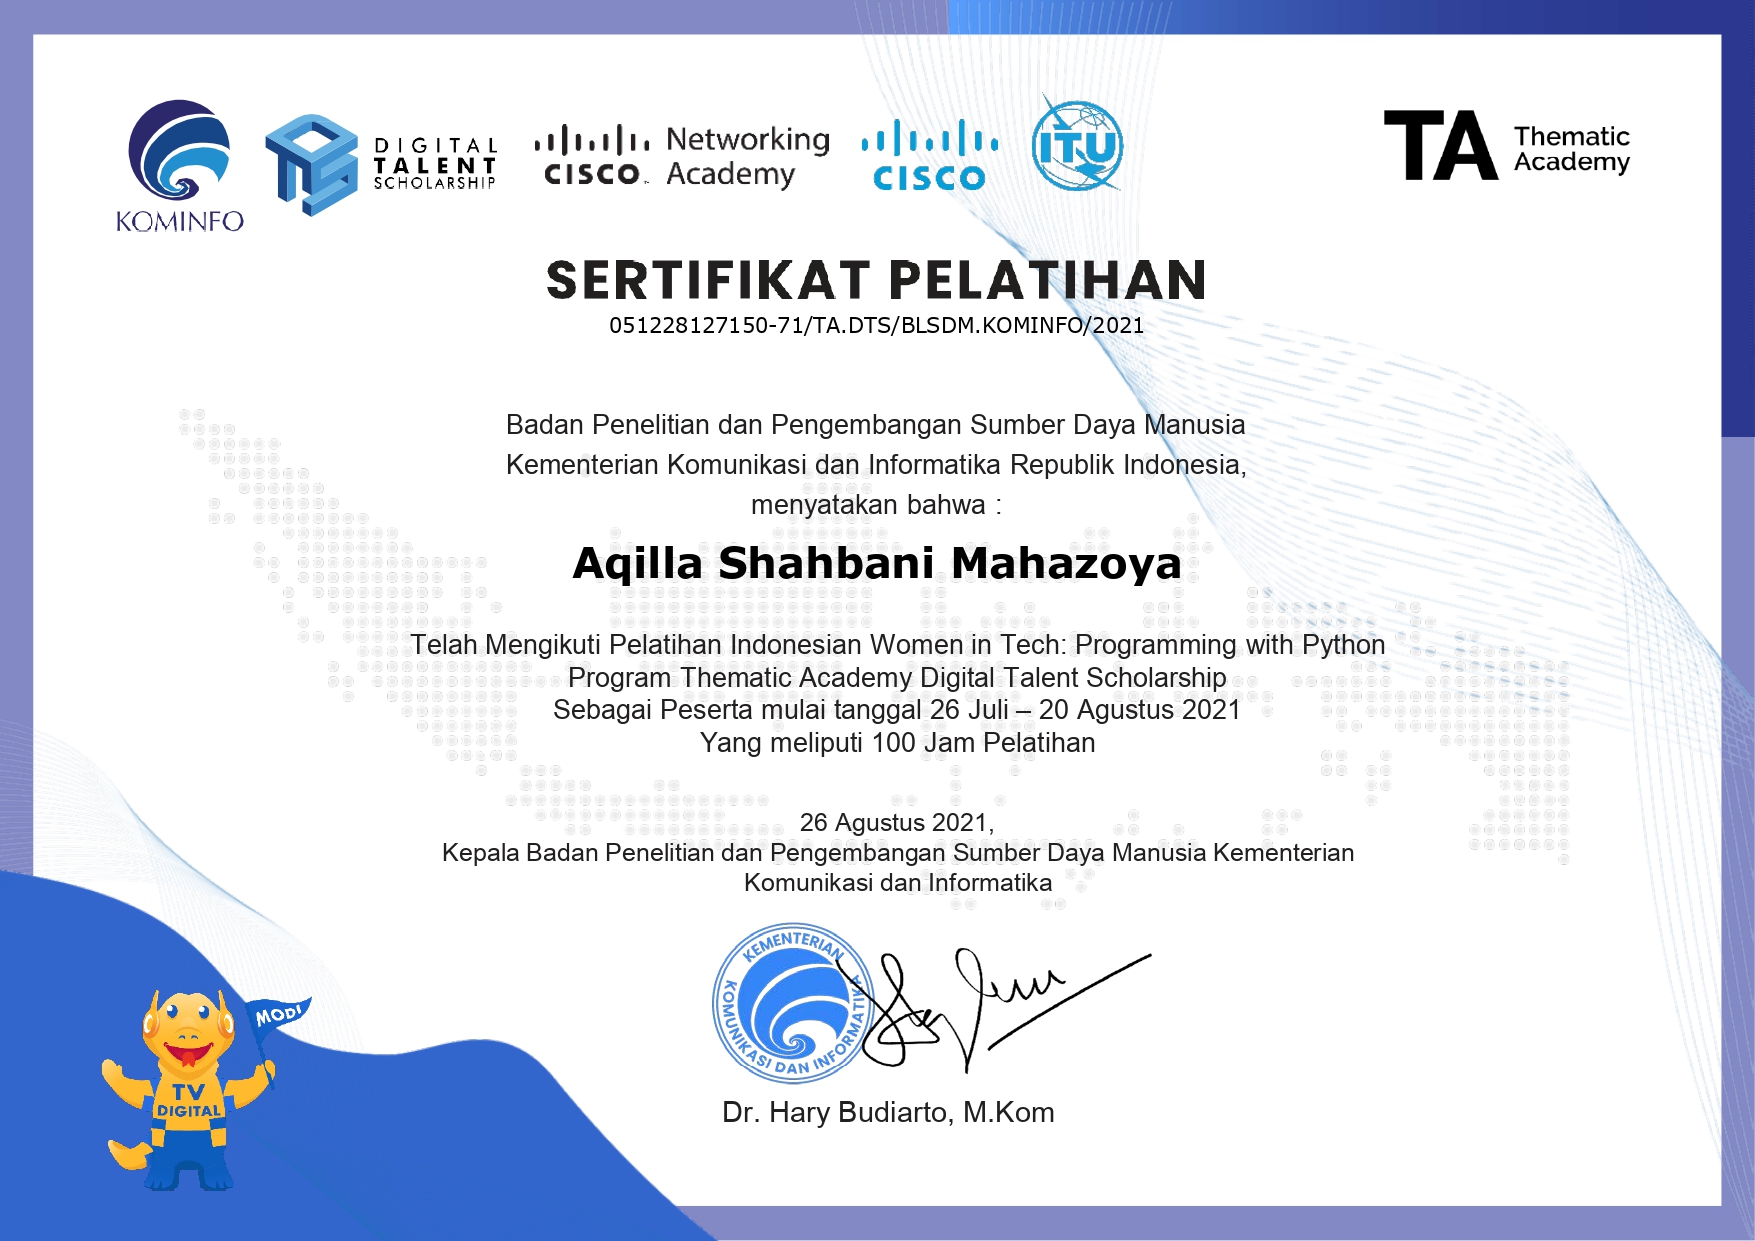 KOMINFO
DIGITAL
TALENT
SCHOLARSHIP
CISCO
Networking
Academy
CISCO
ITU
TA
Thematic
Academy
SERTIFIKAT PELATIHAN
051228127150-71/TA.DTS/BLSDM.KOMINFO/2021
Badan Penelitian dan Pengembangan Sumber Daya Manusia
Kementerian Komunikasi dan Informatika Republik Indonesia,
menyatakan bahwa :
Aqilla Shahbani Mahazoya
Telah Mengikuti Pelatihan Indonesian Women in Tech: Programming with Python
Program Thematic Academy Digital Talent Scholarship
Sebagai Peserta mulai tanggal 26 Juli – 20 Agustus 2021
Yang meliputi 100 Jam Pelatihan
26 Agustus 2021,
Kepala Badan Penelitian dan Pengembangan Sumber Daya Manusia Kementerian
Komunikasi dan Informatika
KEMENTERIAN
KOMUNIKASI DAN INFORMATIKA
Dr. Hary Budiarto, M.Kom
MODI
TV
DIGITAL